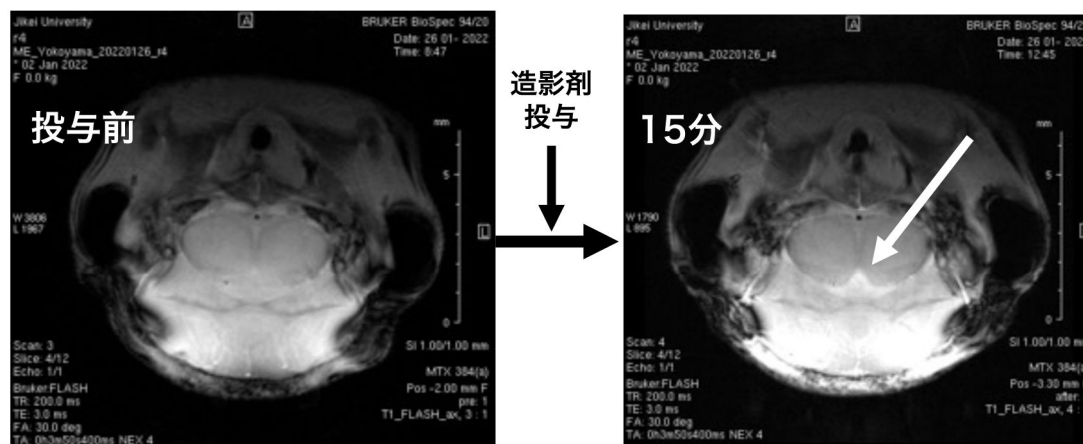 Jikei University
r4
ME_Yokoyama_20220126_r4
* 02 Jan 2022
F 0.0 kg
A
BRUKER BioSpec 94/20
Date: 26 01- 2022
Time: 8:47
投与前
mm
5
0
W 3806
L 1967
L
Scan: 3
Slice: 4/12
Echo: 1/1
Bruker:FLASH
TR: 200.0 ms
TE: 3.0 ms
FA: 30.0 deg
TA: 0h3m50s400ms NEX 4
SI 1.00/1.00 mm
MTX 384(a)
Pos -2.00 mm F
pre: 1
T1_FLASH_ax, 3 : 1
造影剤
投与
Jikei University
r4
ME_Yokoyama_20220126_r4
* 02 Jan 2022
F 0.0 kg
A
BRUKER BioSpec 94/20
Date: 26 01- 2022
Time: 12:45
15分
mm
5
0
W 1790
L 895
Scan: 4
Slice: 4/12
Echo: 1/1
Bruker:FLASH
TR: 200.0 ms
TE: 3.0 ms
FA: 30.0 deg
TA: 0h3m50s400ms NEX 4
SI 1.00/1.00 mm
MTX 384(a)
Pos -3.30 mm
after:
T1_FLASH_ax, 4 :